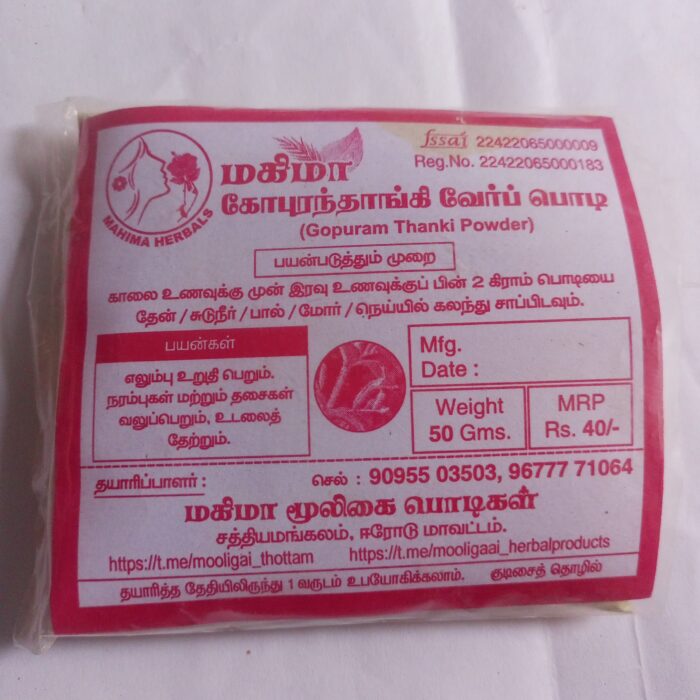 fssai 22422065000009
Reg.No. 22422065000183
MAHIMA HERBALS
மகிமா
கோபுரந்தாங்கி வேர்ப் பொடி
(Gopuram Thanki Powder)
பயன்படுத்தும் முறை
காலை உணவுக்கு முன் இரவு உணவுக்குப் பின் 2 கிராம் பொடியை
தேன் / சுடுநீர் / பால் / மோர் / நெய்யில் கலந்து சாப்பிடவும்.
பயன்கள்
எலும்பு உறுதி பெறும்.
நரம்புகள் மற்றும் தசைகள்
வலுப்பெறும், உடலைத்
தேற்றும்.
Mfg.
Date :
Weight
50 Gms.
MRP
Rs. 40/-
தயாரிப்பாளர் :
செல் : 90955 03503, 96777 71064
மகிமா மூலிகை பொடிகள்
சத்தியமங்கலம், ஈரோடு மாவட்டம்.
https://t.me/mooligai_thottam https://t.me/mooligaai_herbalproducts
தயாரித்த தேதியிலிருந்து 1 வருடம் உபயோகிக்கலாம். குடிசைத் தொழில்